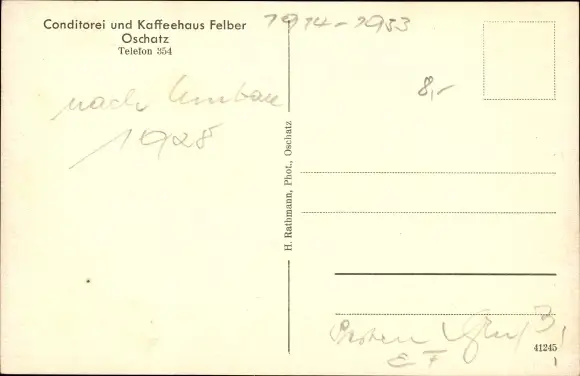 Conditorei und Kaffeehaus Felber
Oschatz
Telefon 354
1914-1953
8,-
nach Umbau
1928
H. Rathmann, Phot., Oschatz
41245